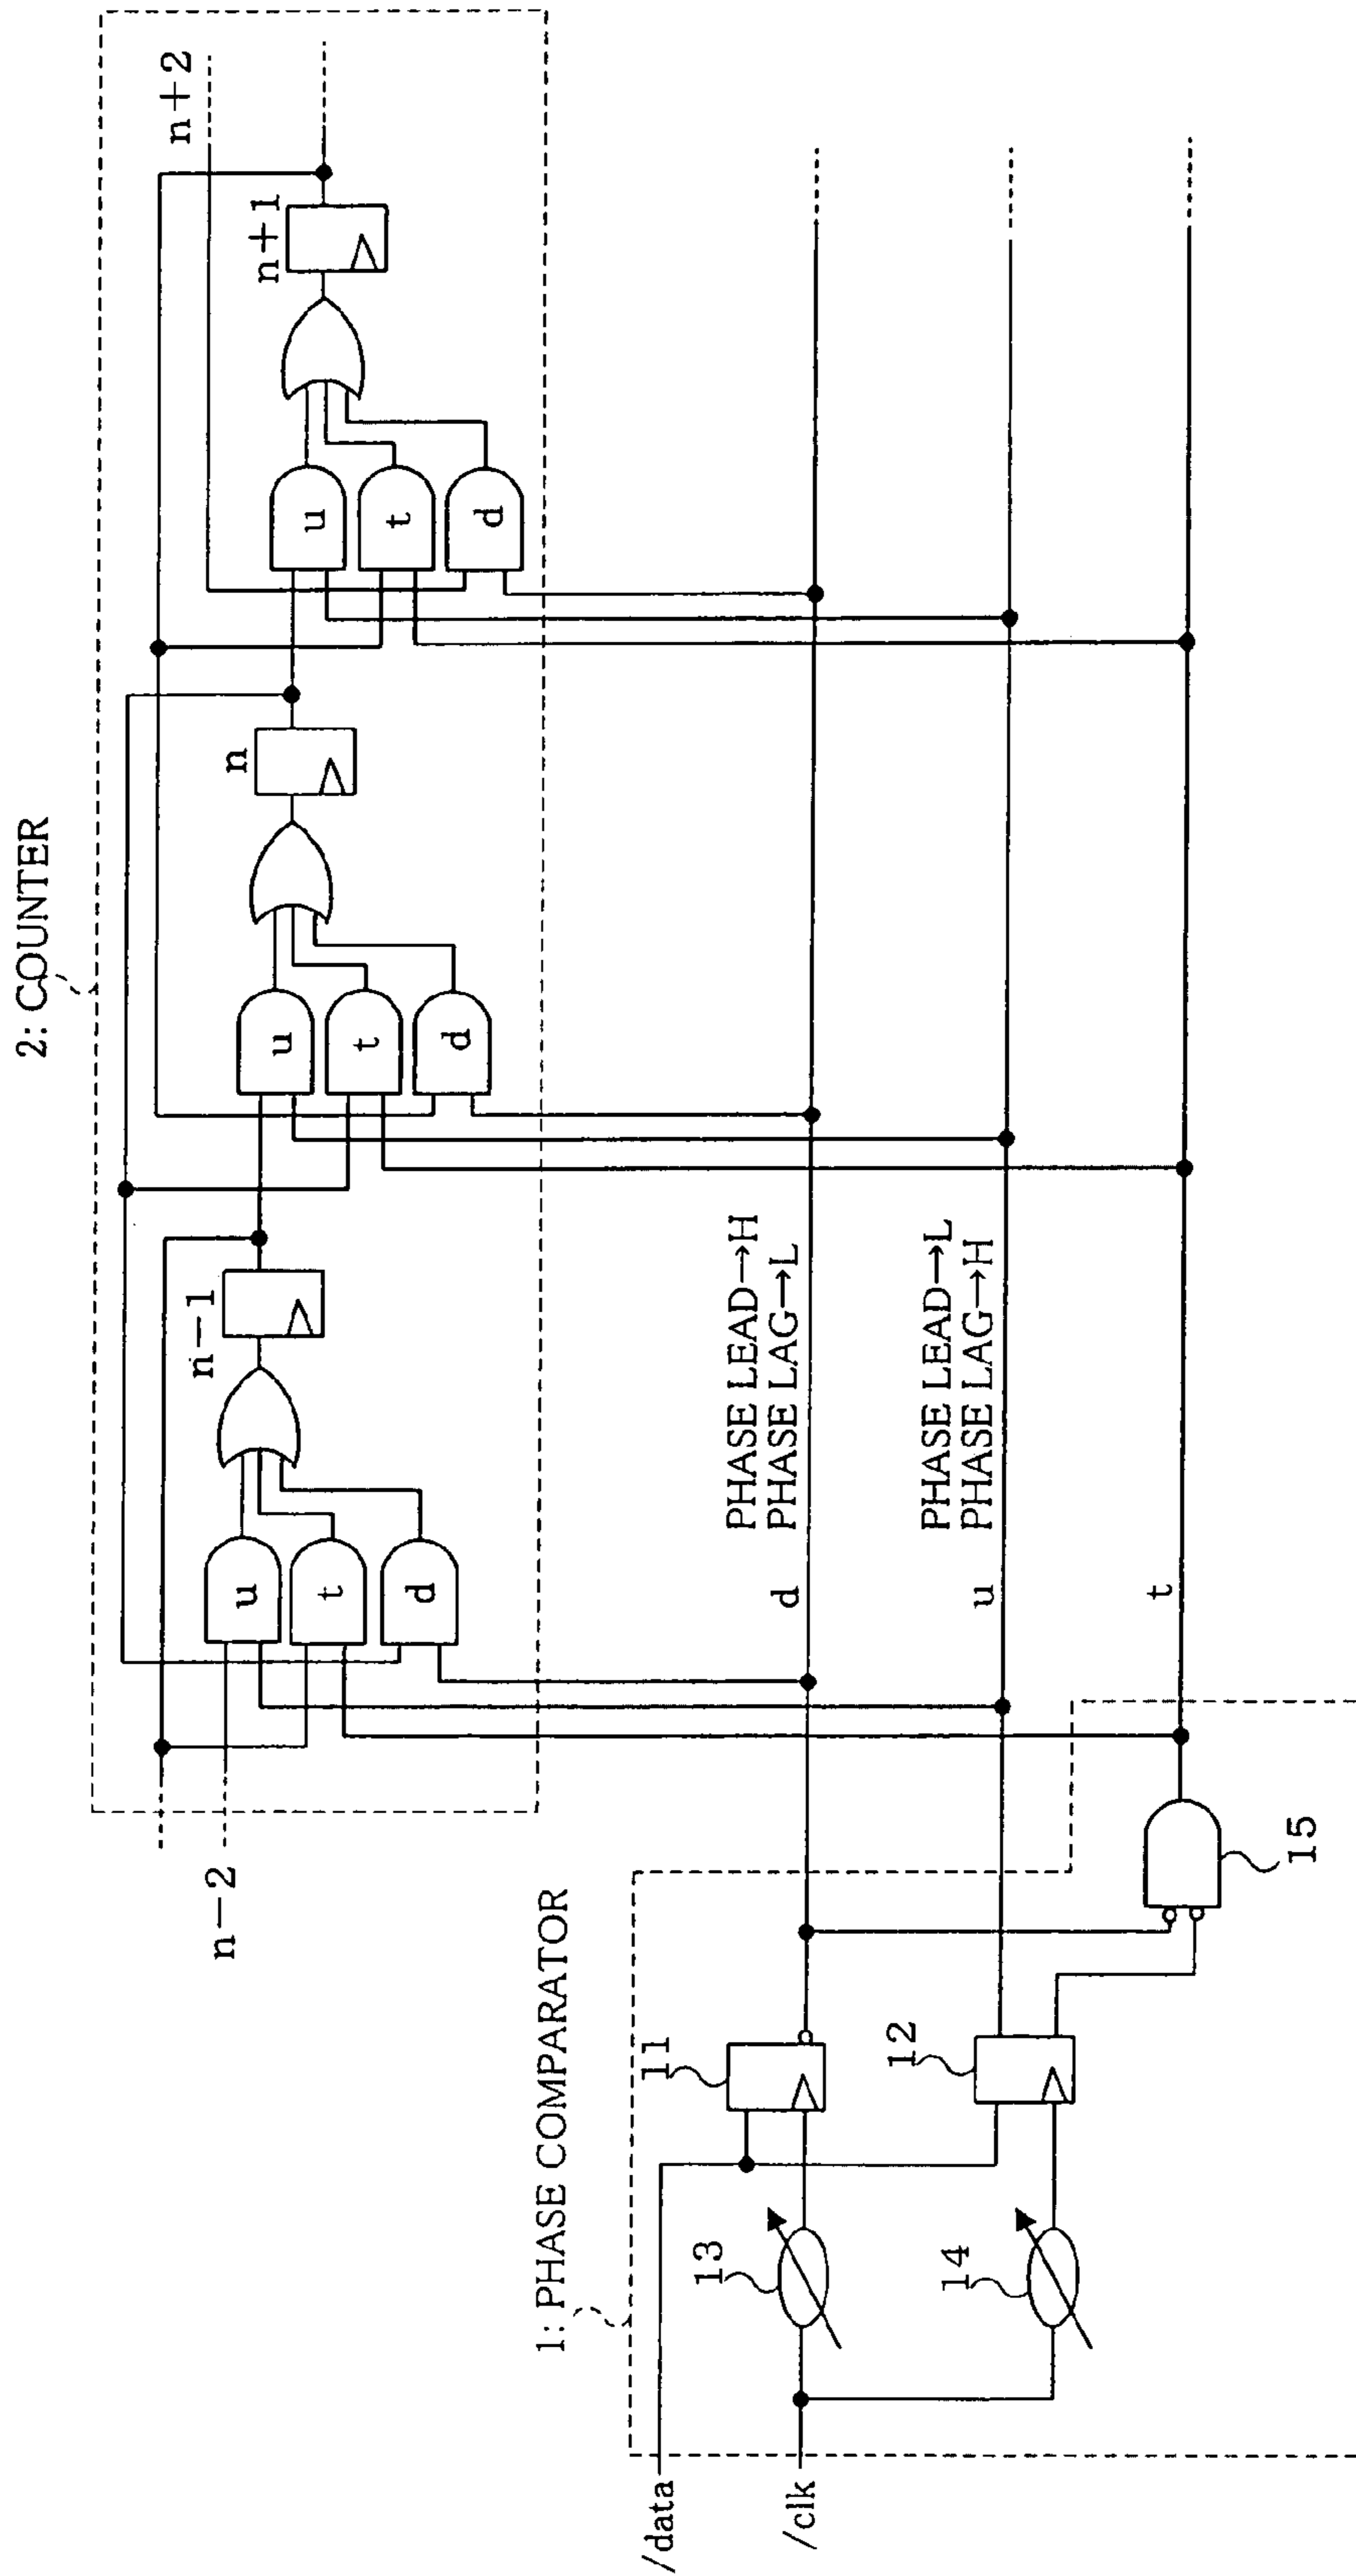 2: COUNTER
n-2
n-1
n
n+1
n+2
u
t
d
u
t
d
u
t
d
d
PHASE LEAD→H
PHASE LAG→L
u
PHASE LEAD→L
PHASE LAG→H
t
1: PHASE COMPARATOR
/data
/clk
13
14
11
12
15